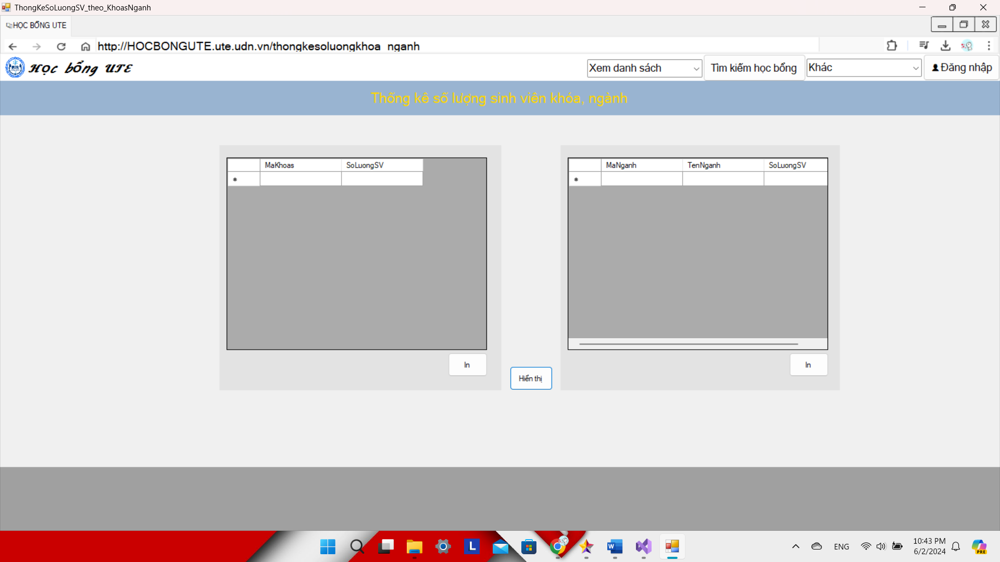 ThongKeSoLuongSV_theo_KhoasNganh
HỌC BỔNG UTE
http://HOCBONGUTE.ute.udn.vn/thongkesoluongkhoa_nganh
Học bổng UTE
Xem danh sách
Tìm kiếm học bổng
Khác
Đăng nhập
Thống kê số lượng sinh viên khóa, ngành
MaKhoas SoLuongSV
MaNganh TenNganh SoLuongSV
In
In
Hiển thị
ENG
10:43 PM
6/2/2024
PRE